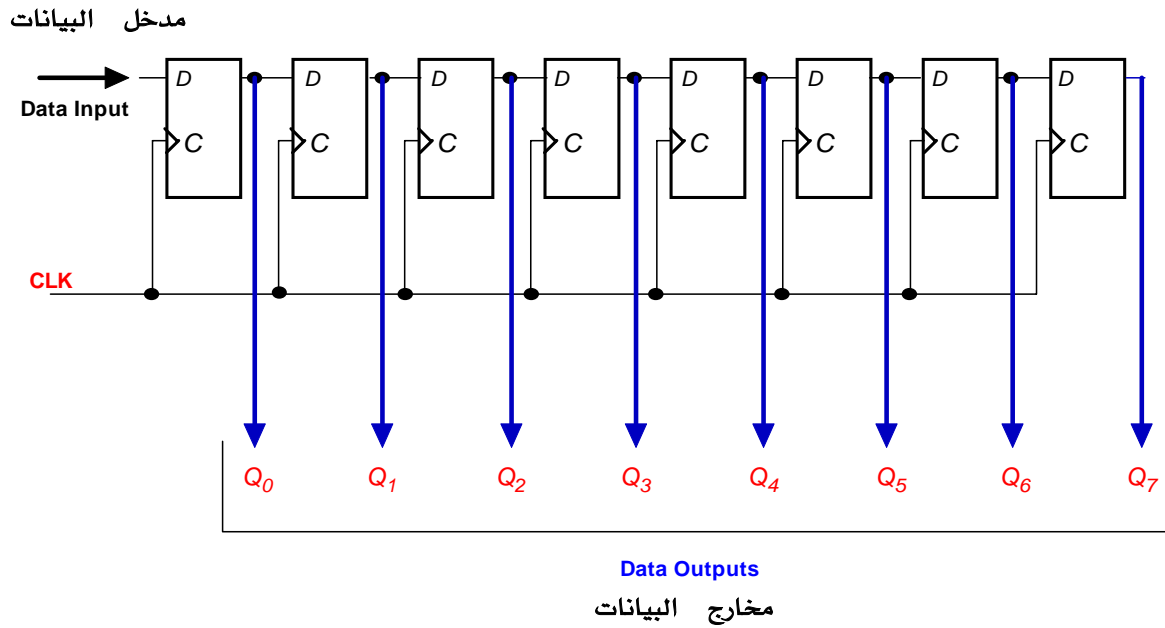 مدخل البيانات
D D D D D D D D
Data Input
C C C C C C C C
CLK
Q0 Q1 Q2 Q3 Q4 Q5 Q6 Q7
Data Outputs
مخارج البيانات